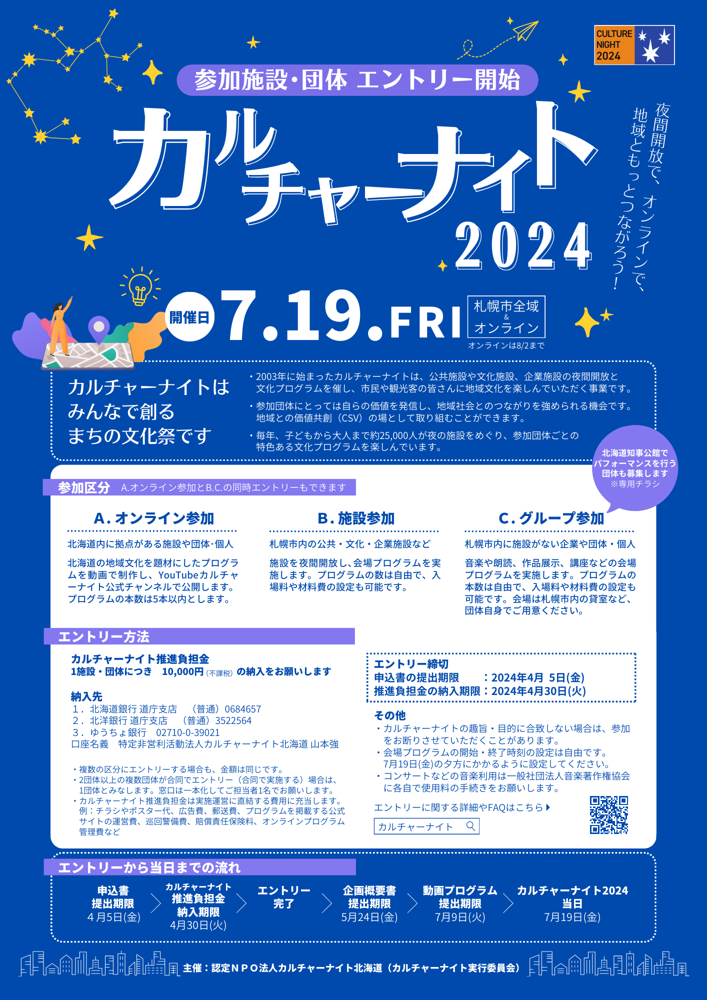 CULTURE
NIGHT
2024
参加施設・団体 エントリー開始
カルチャーナイト
2024
夜間開放で、オンラインで、
地域ともっとつながろう！
開催日
7.19.FRI
札幌市全域
&
オンライン
オンラインは8/2まで
カルチャーナイトは
みんなで創る
まちの文化祭です
・2003年に始まったカルチャーナイトは、公共施設や文化施設、企業施設の夜間開放と
文化プログラムを催し、市民や観光客の皆さんに地域文化を楽しんでいただく事業です。
・参加団体にとっては自らの価値を発信し、地域社会とのつながりを強められる機会です。
地域との価値共創（CSV）の場として取り組むことができます。
・毎年、子どもから大人まで約25,000人が夜の施設をめぐり、参加団体ごとの
特色ある文化プログラムを楽しんでいます。
北海道知事公館で
パフォーマンスを行う
団体も募集します
※専用チラシ
参加区分 A.オンライン参加とB.C.の同時エントリーもできます
A. オンライン参加
北海道内に拠点がある施設や団体・個人
北海道の地域文化を題材にしたプログラ
ムを動画で制作し、YouTubeカルチャ
ーナイト公式チャンネルで公開します。
プログラムの本数は5本以内とします。
B. 施設参加
札幌市内の公共・文化・企業施設など
施設を夜間開放し、会場プログラムを実
施します。プログラムの数は自由で、入
場料や材料費の設定も可能です。
C. グループ参加
札幌市内に施設がない企業や団体・個人
音楽や朗読、作品展示、講座などの会場
プログラムを実施します。プログラムの
本数は自由で、入場料や材料費の設定も
可能です。会場は札幌市内の貸室など、
団体自身でご用意ください。
エントリー方法
カルチャーナイト推進負担金
1施設・団体につき 10,000円（不課税）の納入をお願いします
納入先
１．北海道銀行 道庁支店 （普通）0684657
２．北洋銀行 道庁支店 （普通）3522564
３．ゆうちょ銀行 02710-0-39021
口座名義 特定非営利活動法人カルチャーナイト北海道 山本強
・複数の区分にエントリーする場合も、金額は同じです。
・2団体以上の複数団体が合同でエントリー（合同で実施する）場合は、
1団体とみなします。窓口は一本化してご担当者1名でお願いします。
・カルチャーナイト推進負担金は実施運営に直結する費用に充当します。
例：チラシやポスター代、広告費、郵送費、プログラムを掲載する公式
サイトの運営費、巡回警備費、賠償責任保険料、オンラインプログラム
管理費など
エントリー締切
申込書の提出期限 ：2024年4月 5日(金)
推進負担金の納入期限：2024年4月30日(火)
その他
・カルチャーナイトの趣旨・目的に合致しない場合は、参加
をお断りさせていただくことがあります。
・会場プログラムの開始・終了時刻の設定は自由です。
7月19日(金)の夕方にかかるように設定してください。
・コンサートなどの音楽利用は一般社団法人音楽著作権協会
に各自で使用料の手続きをお願いします。
エントリーに関する詳細やFAQはこちら
カルチャーナイト
エントリーから当日までの流れ
申込書
提出期限
4月5日(金)
カルチャーナイト
推進負担金
納入期限
4月30日(火)
エントリー
完了
企画概要書
提出期限
5月24日(金)
動画プログラム
提出期限
7月9日(火)
カルチャーナイト2024
当日
7月19日(金)
主催：認定ＮＰＯ法人カルチャーナイト北海道（カルチャーナイト実行委員会）